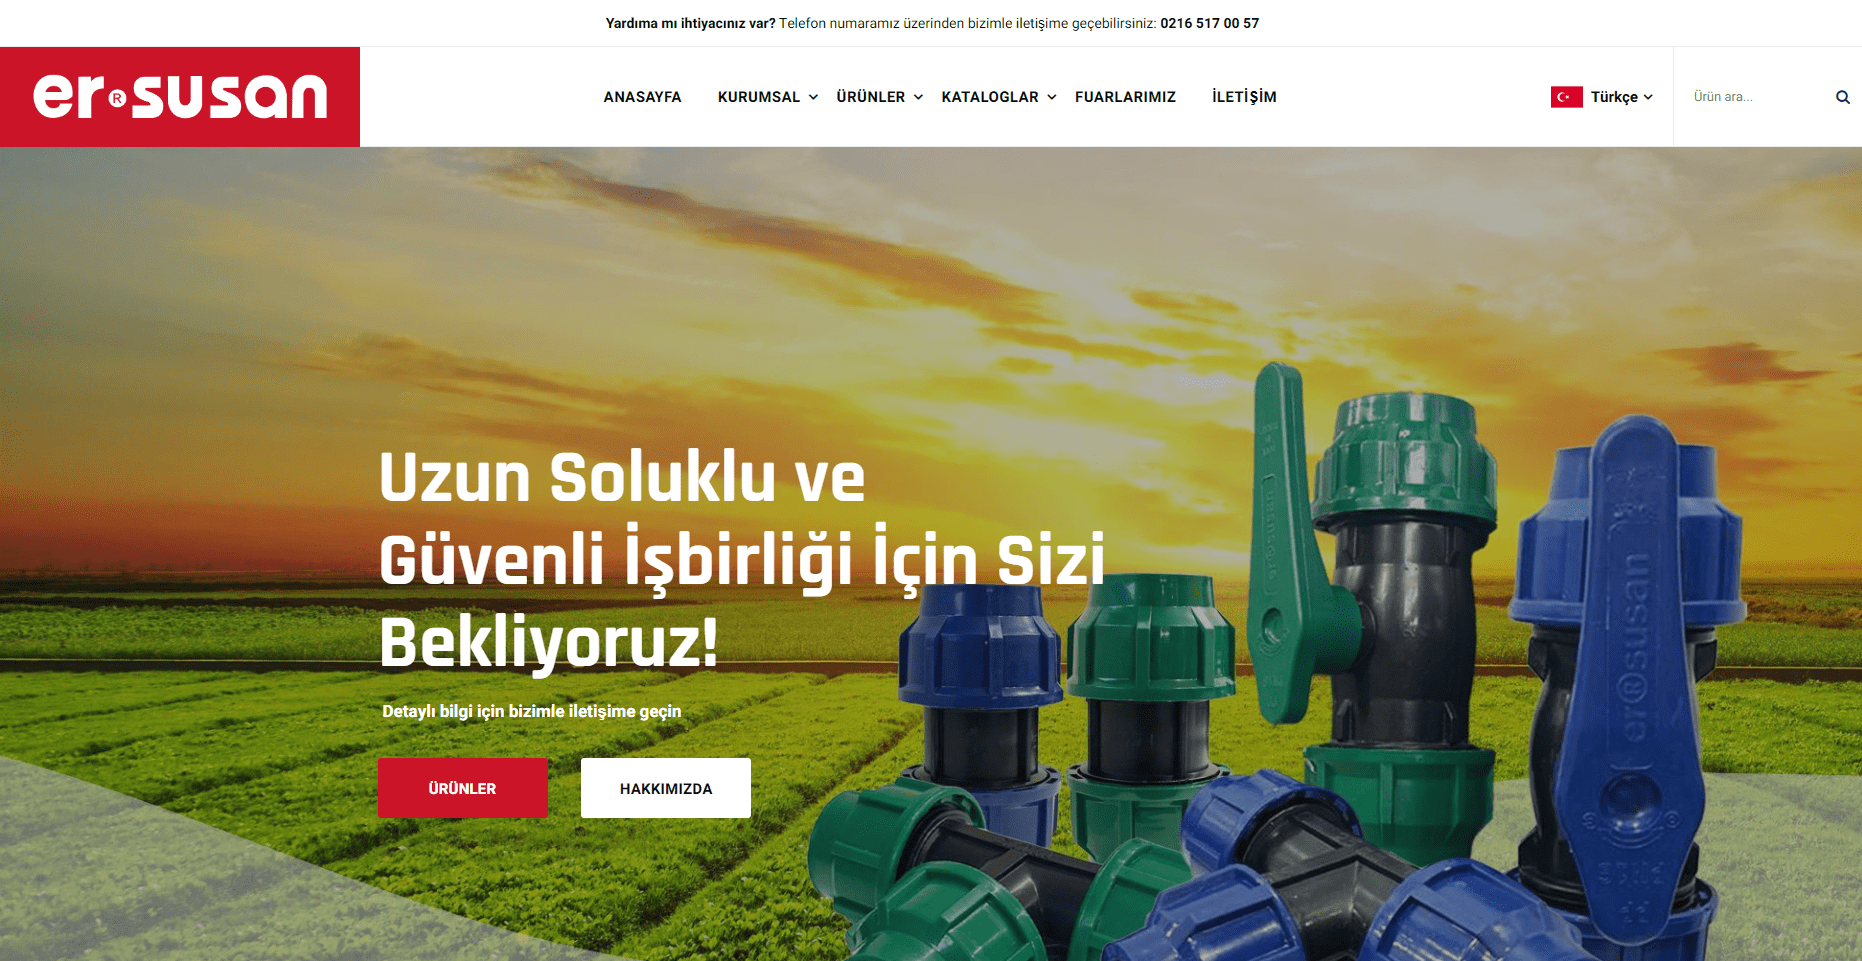 Yardıma mı ihtiyacınız var? Telefon numaramız üzerinden bizimle iletişime geçebilirsiniz: 0216 517 00 57
er®susan
ANASAYFA KURUMSAL ÜRÜNLER KATALOGLAR FUARLARIMIZ İLETİŞİM
Türkçe
Ürün ara...
Uzun Soluklu ve
Güvenli İşbirliği İçin Sizi
Bekliyoruz!
Detaylı bilgi için bizimle iletişime geçin
ÜRÜNLER
HAKKIMIZDA
er®susan
er®susan